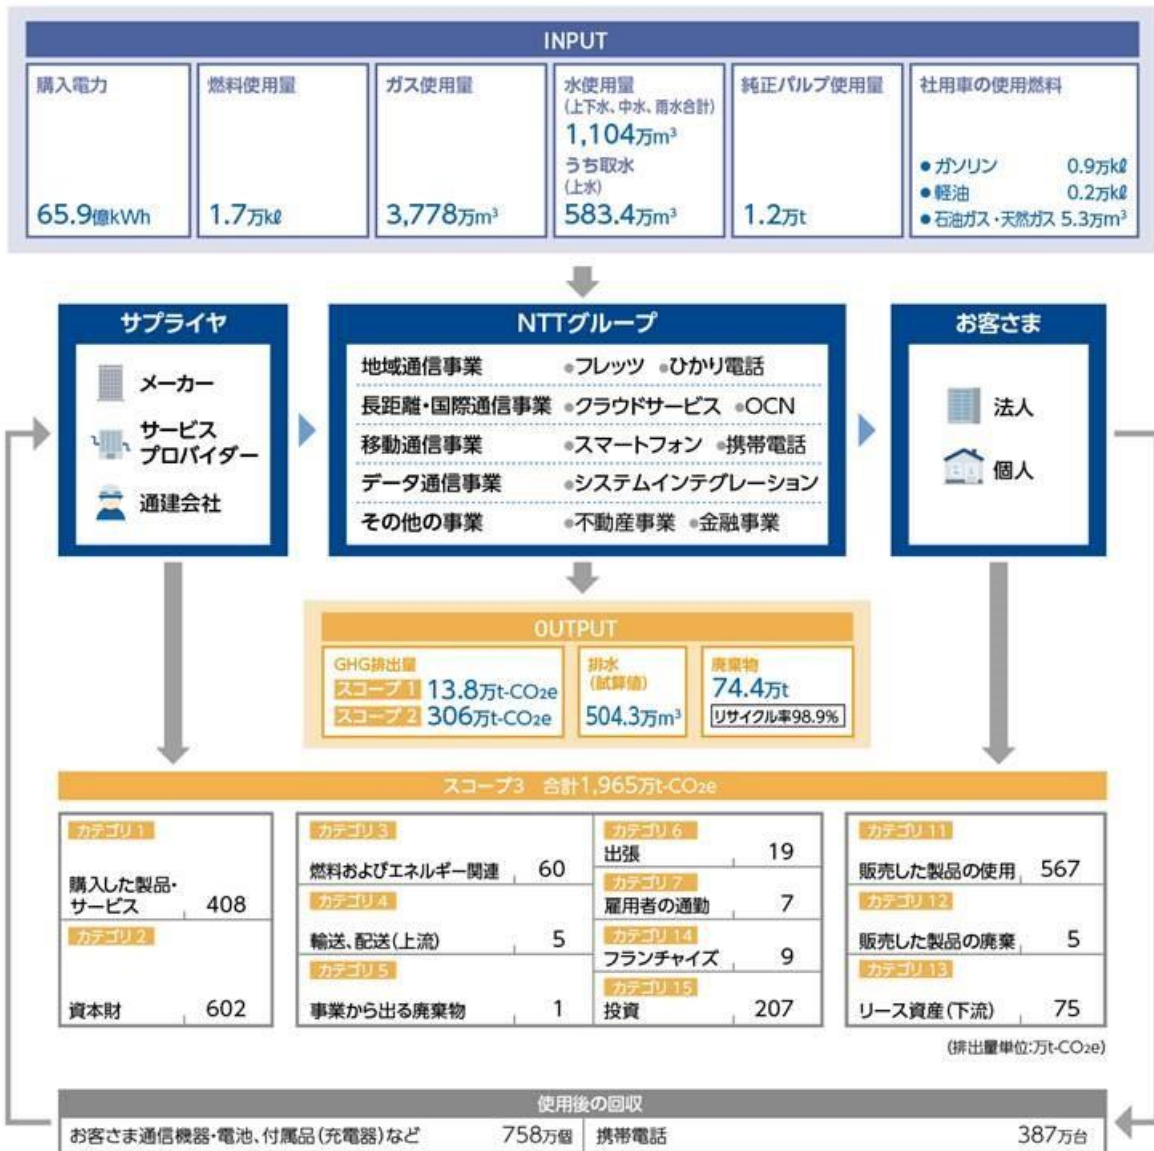 INPUT
購入電力
65.9億kWh
燃料使用量
1.7万kℓ
ガス使用量
3,778万m³
水使用量
(上下水、中水、雨水合計)
1,104万m³
うち取水
(上水)
583.4万m³
純正パルプ使用量
1.2万t
社用車の使用燃料
●ガソリン 0.9万kℓ
●軽油 0.2万kℓ
●石油ガス・天然ガス 5.3万m³
サプライヤ
メーカー
サービス
プロバイダー
通建会社
NTTグループ
地域通信事業 ●フレッツ ●ひかり電話
長距離・国際通信事業 ●クラウドサービス ●OCN
移動通信事業 ●スマートフォン ●携帯電話
データ通信事業 ●システムインテグレーション
その他の事業 ●不動産事業 ●金融事業
お客さま
法人
個人
OUTPUT
GHG排出量
スコープ1 13.8万t-CO₂e
スコープ2 306万t-CO₂e
排水
(試算値)
504.3万m³
廃棄物
74.4万t
リサイクル率98.9%
スコープ3 合計1,965万t-CO₂e
カテゴリ1
購入した製品・
サービス 408
カテゴリ2
資本財 602
カテゴリ3
燃料およびエネルギー関連 60
カテゴリ4
輸送、配送(上流) 5
カテゴリ5
事業から出る廃棄物 1
カテゴリ6
出張 19
カテゴリ7
雇用者の通勤 7
カテゴリ14
フランチャイズ 9
カテゴリ15
投資 207
カテゴリ11
販売した製品の使用 567
カテゴリ12
販売した製品の廃棄 5
カテゴリ13
リース資産(下流) 75
(排出量単位:万t-CO₂e)
使用後の回収
お客さま通信機器・電池、付属品(充電器)など 758万個
携帯電話 387万台